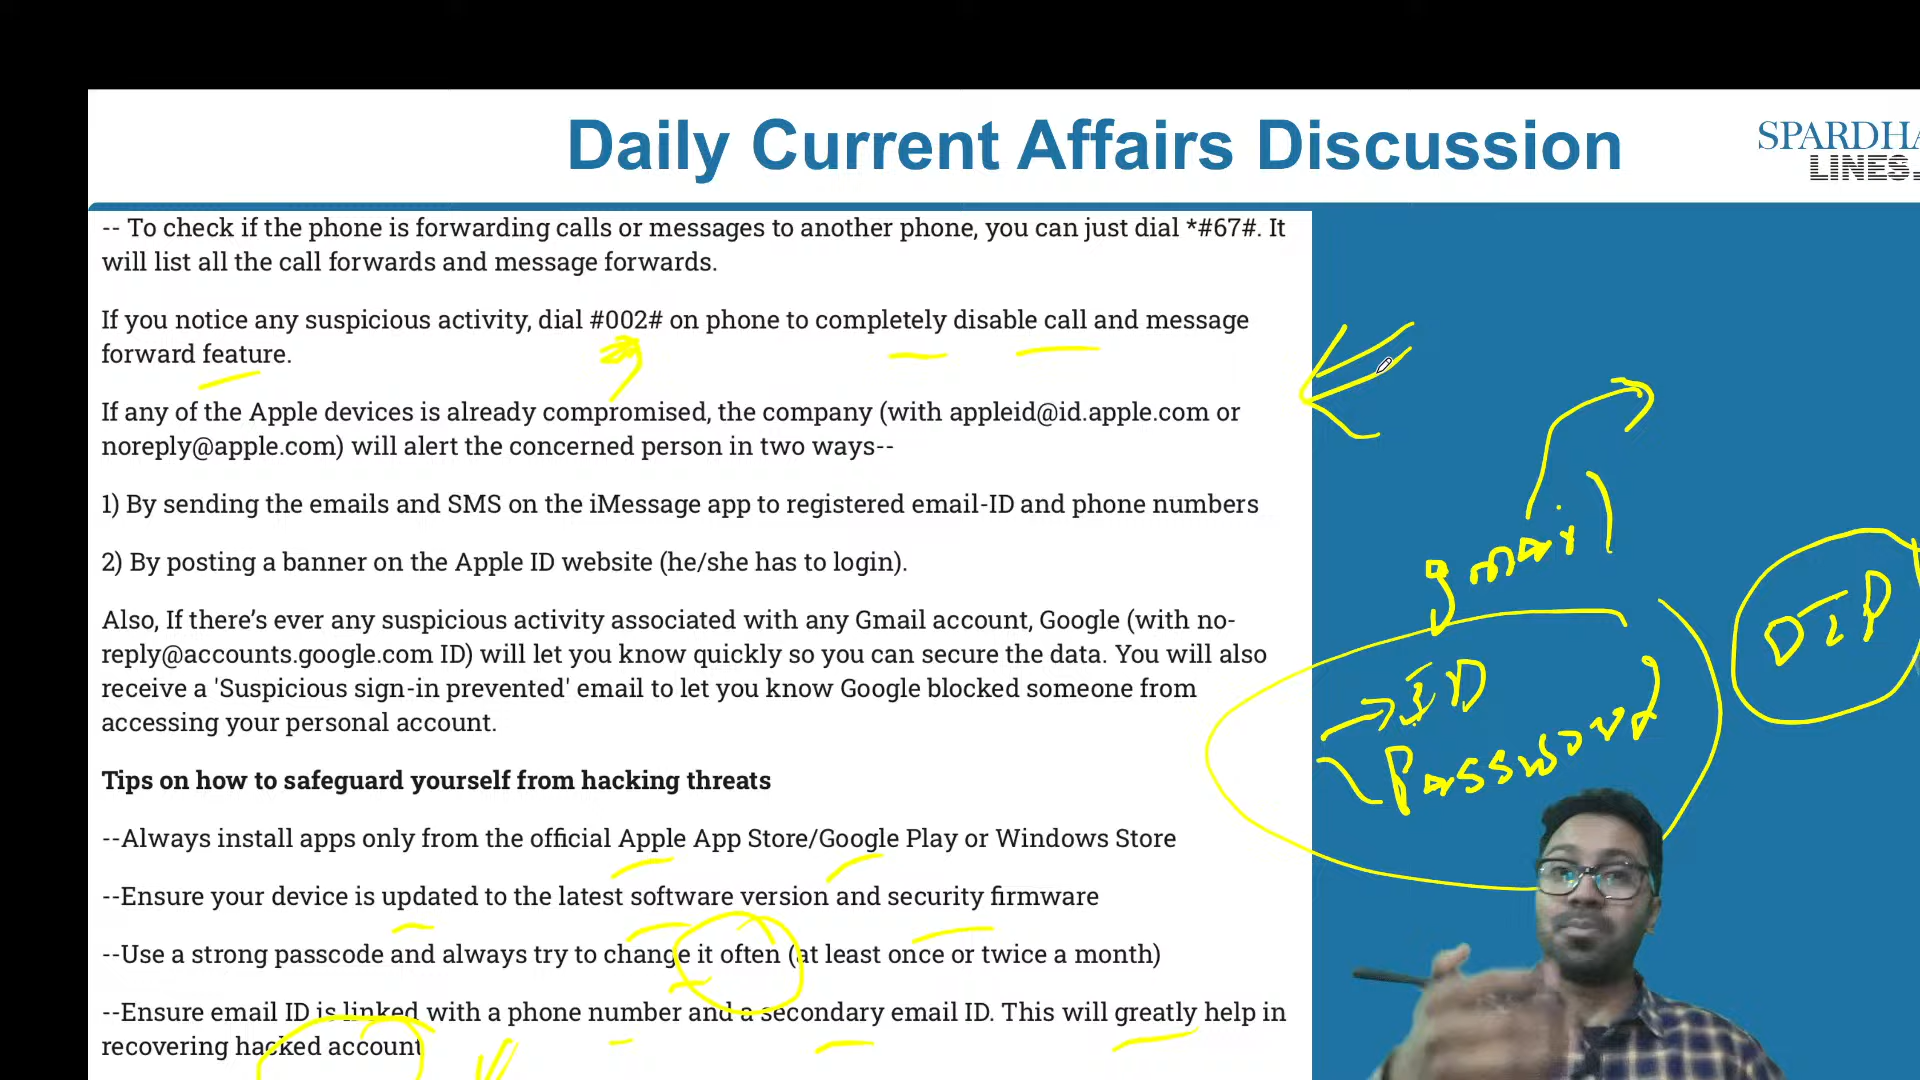 Daily Current Affairs Discussion
SPARDHA
LINES.
-- To check if the phone is forwarding calls or messages to another phone, you can just dial *#67#. It
will list all the call forwards and message forwards.
If you notice any suspicious activity, dial #002# on phone to completely disable call and message
forward feature.
If any of the Apple devices is already compromised, the company (with appleid@id.apple.com or
noreply@apple.com) will alert the concerned person in two ways--
1) By sending the emails and SMS on the iMessage app to registered email-ID and phone numbers
2) By posting a banner on the Apple ID website (he/she has to login).
Also, If there’s ever any suspicious activity associated with any Gmail account, Google (with no-
reply@accounts.google.com ID) will let you know quickly so you can secure the data. You will also
receive a 'Suspicious sign-in prevented' email to let you know Google blocked someone from
accessing your personal account.
Tips on how to safeguard yourself from hacking threats
--Always install apps only from the official Apple App Store/Google Play or Windows Store
--Ensure your device is updated to the latest software version and security firmware
--Use a strong passcode and always try to change it often (at least once or twice a month)
--Ensure email ID is linked with a phone number and a secondary email ID. This will greatly help in
recovering hacked account
gmail
ID
Password